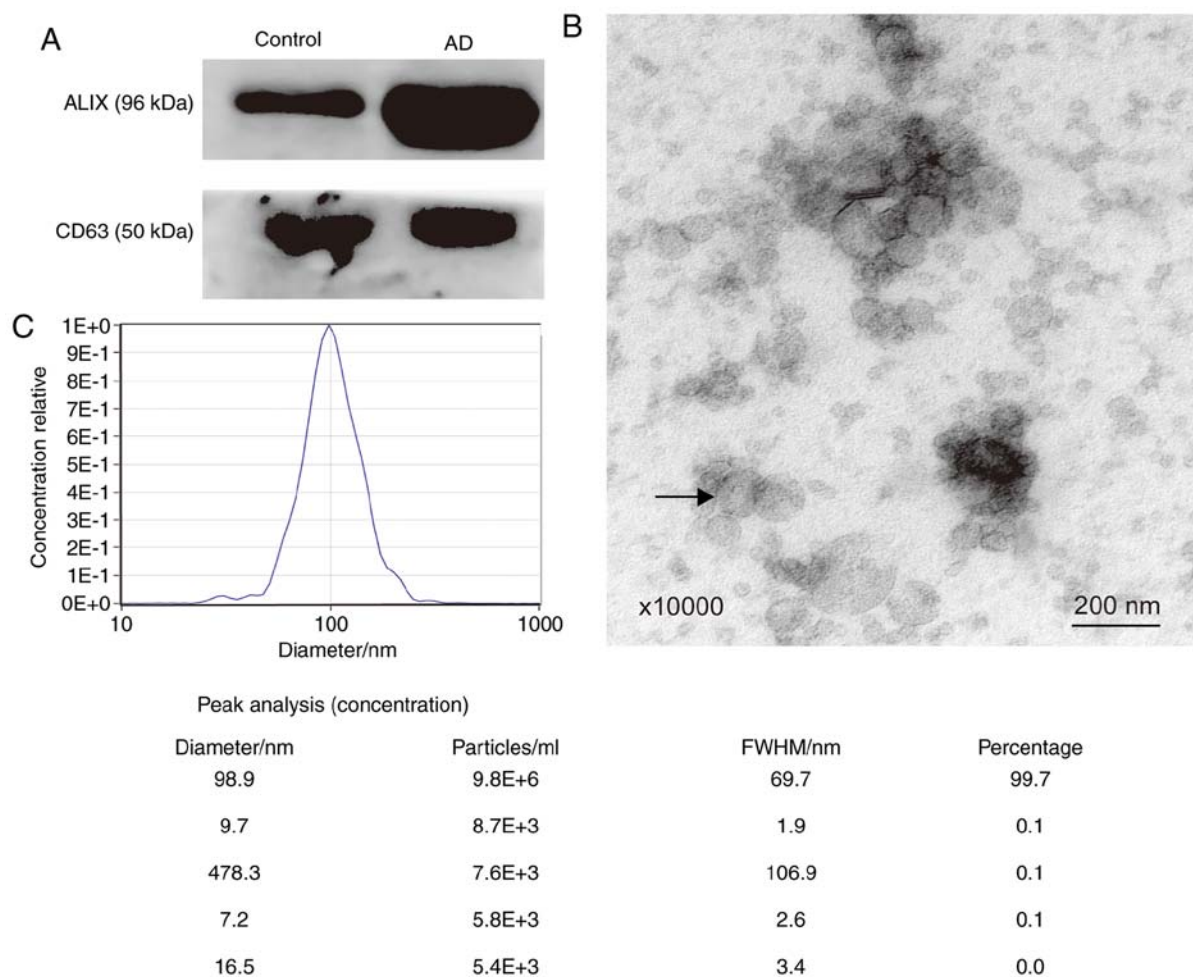 A
Control AD
ALIX (96 kDa)
CD63 (50 kDa)
B
x10000
200 nm
C
Concentration relative
1E+0
9E-1
8E-1
7E-1
6E-1
5E-1
4E-1
3E-1
2E-1
1E-1
0E+0
10 100 1000
Diameter/nm
Peak analysis (concentration)
Diameter/nm Particles/ml FWHM/nm Percentage
98.9 9.8E+6 69.7 99.7
9.7 8.7E+3 1.9 0.1
478.3 7.6E+3 106.9 0.1
7.2 5.8E+3 2.6 0.1
16.5 5.4E+3 3.4 0.0